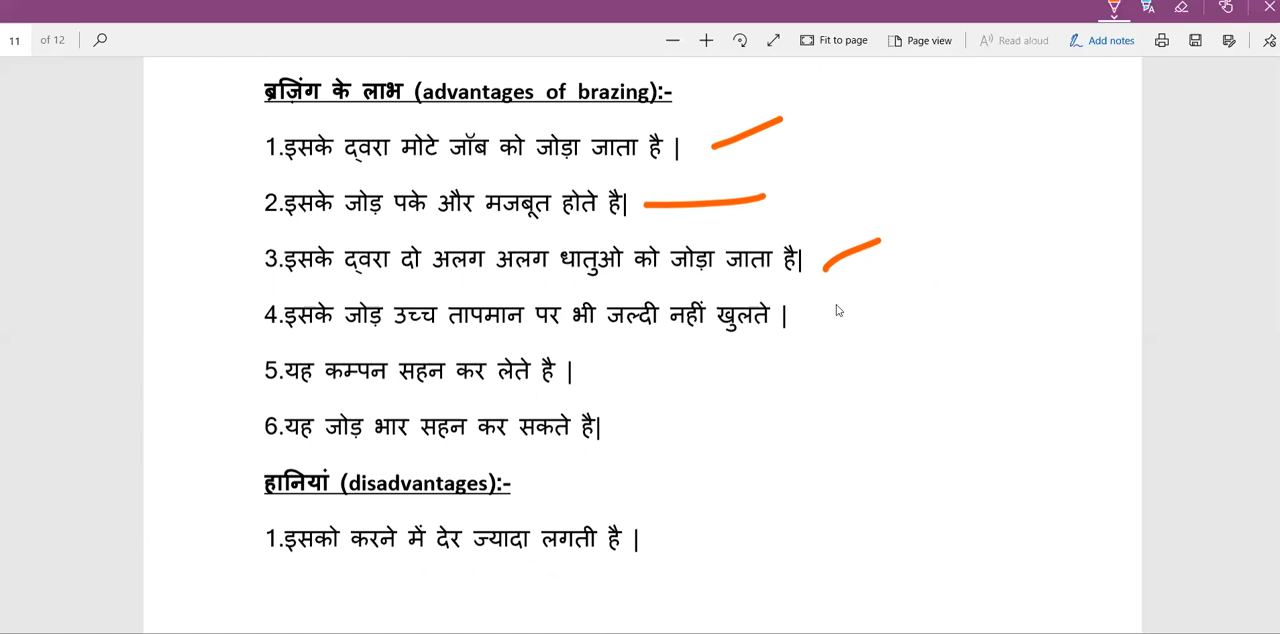 11 of 12 Fit to page Page view Read aloud Add notes
ब्रज़िंग के लाभ (advantages of brazing):-
1.इसके द्वरा मोटे जॉब को जोड़ा जाता है |
2.इसके जोड़ पके और मजबूत होते है|
3.इसके द्वरा दो अलग अलग धातुओ को जोड़ा जाता है|
4.इसके जोड़ उच्च तापमान पर भी जल्दी नहीं खुलते |
5.यह कम्पन सहन कर लेते है |
6.यह जोड़ भार सहन कर सकते है|
हानियां (disadvantages):-
1.इसको करने में देर ज्यादा लगती है |